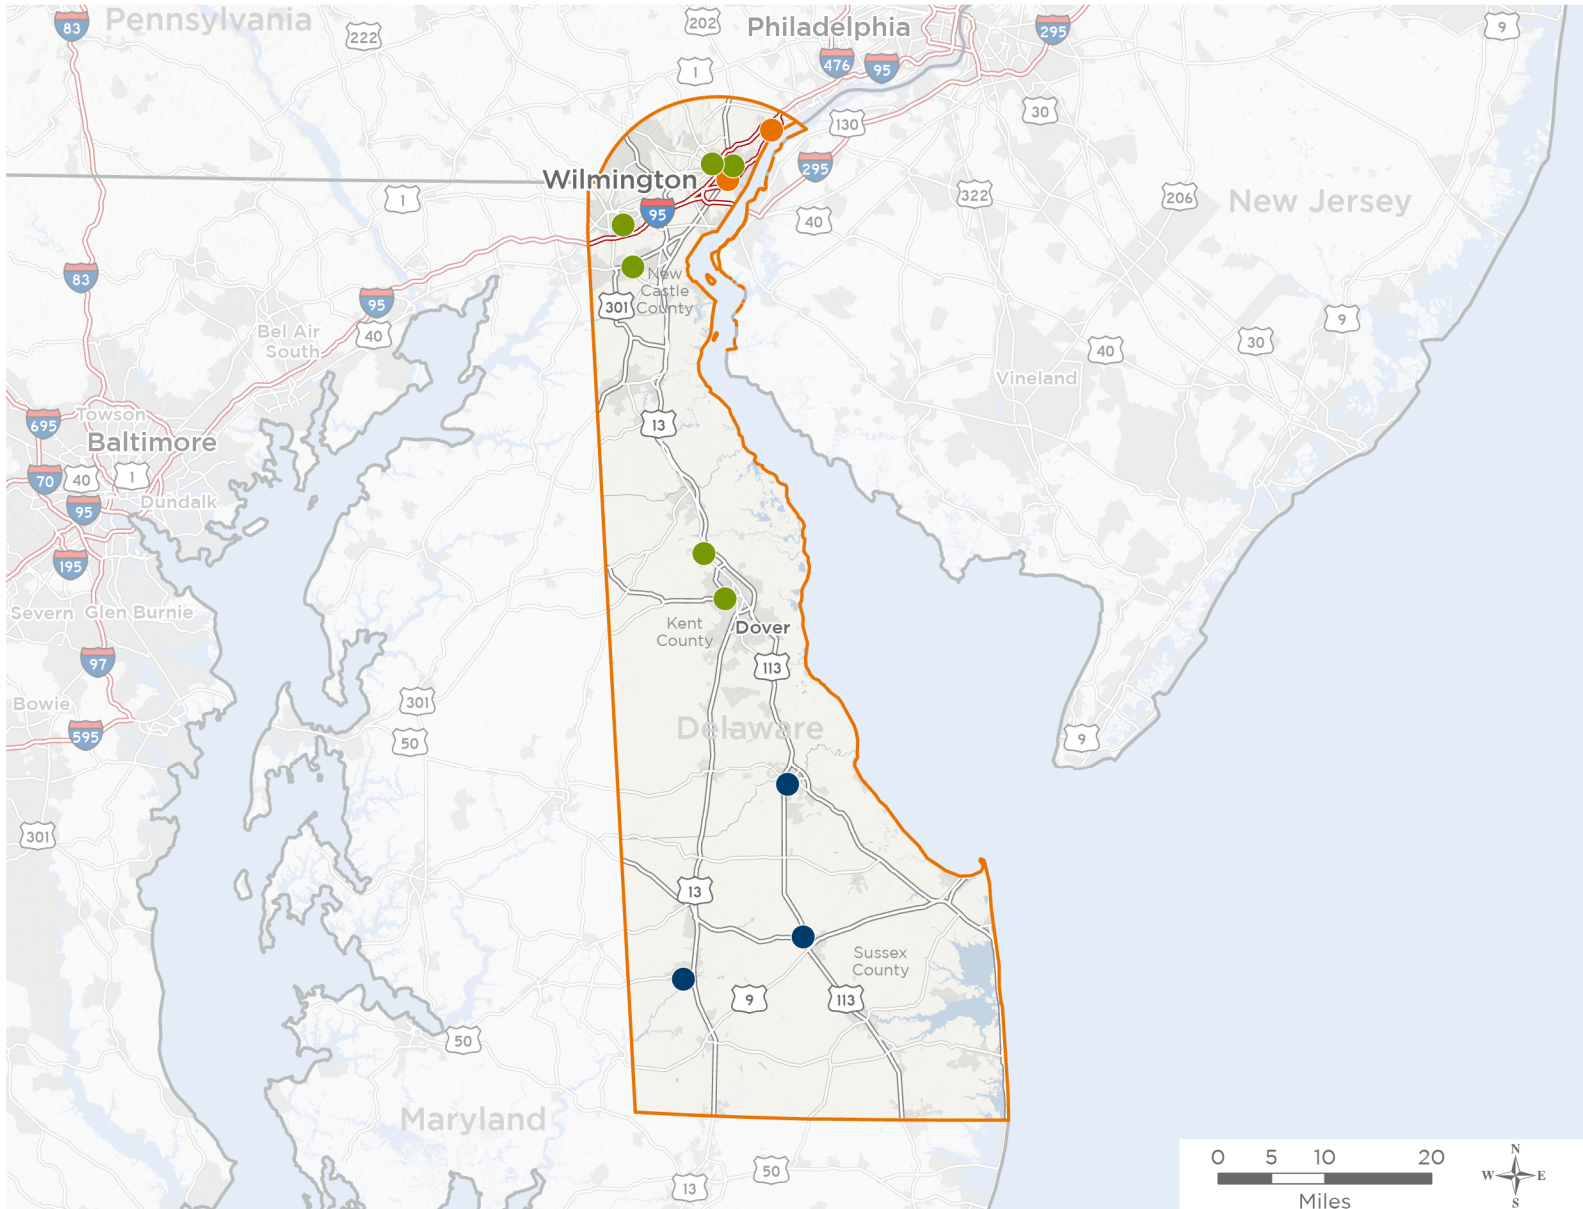 83
Pennsylvania
222
202
Philadelphia
295
9
1
476
95
30
130
295
Wilmington
1
95
322
206
New Jersey
40
83
95
New
Castle
County
301
40
Bel Air
South
9
30
40
Vineland
695
Towson
Baltimore
13
70
40
1
Dundalk
95
195
Severn
Glen Burnie
Kent
County
Dover
97
113
Bowie
301
595
50
Delaware
9
301
13
Sussex
County
9
113
50
Maryland
50
13
0
5
10
20
Miles
N
W
E
S